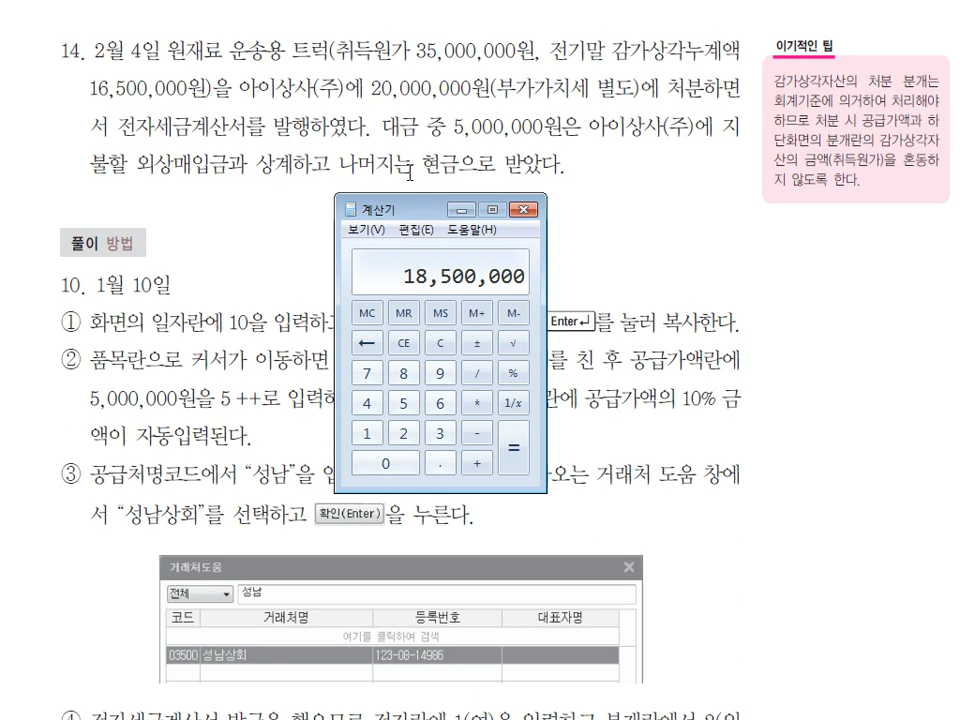 14. 2월 4일 원재료 운송용 트럭(취득원가 35,000,000원, 전기말 감가상각누계액
16,500,000원)을 아이상사(주)에 20,000,000원(부가가치세 별도)에 처분하면
서 전자세금계산서를 발행하였다. 대금 중 5,000,000원은 아이상사(주)에 지
불할 외상매입금과 상계하고 나머지는 현금으로 받았다.
이기적인 팁
감가상각자산의 처분 분개는
회계기준에 의거하여 처리해야
하므로 처분 시 공급가액과 하
단화면의 분개란의 감가상각자
산의 금액(취득원가)을 혼동하
지 않도록 한다.
계산기
보기(V) 편집(E) 도움말(H)
18,500,000
MC MR MS M+ M-
← CE C ± √
7 8 9 / %
4 5 6 * 1/x
1 2 3 - =
0 . +
풀이 방법
10. 1월 10일
① 화면의 일자란에 10을 입력하고 Enter↵를 눌러 복사한다.
② 품목란으로 커서가 이동하면 를 친 후 공급가액란에
5,000,000원을 5 ++로 입력하 란에 공급가액의 10% 금
액이 자동입력된다.
③ 공급처명코드에서 “성남”을 입 오는 거래처 도움 창에
서 “성남상회”를 선택하고 확인(Enter)을 누른다.
거래처도움 ×
전체 성남
코드 거래처명 등록번호 대표자명
여기를 클릭하여 검색
03500 성남상회 123-08-14986